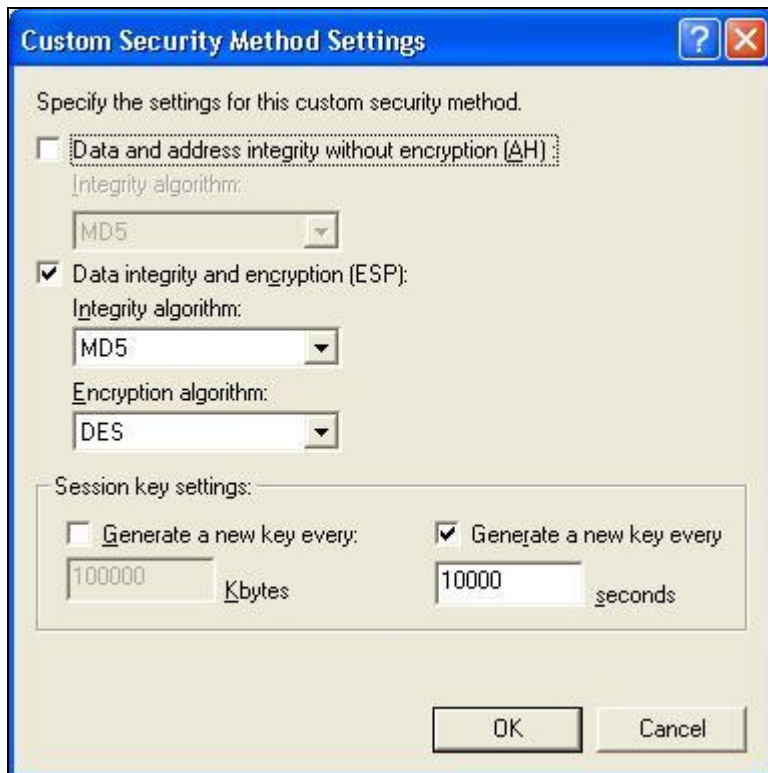 Custom Security Method Settings
Specify the settings for this custom security method.
Data and address integrity without encryption (AH) :
Integrity algorithm:
MD5
Data integrity and encryption (ESP):
Integrity algorithm:
MD5
Encryption algorithm:
DES
Session key settings:
Generate a new key every:
100000
Kbytes
Generate a new key every
10000
seconds
OK
Cancel